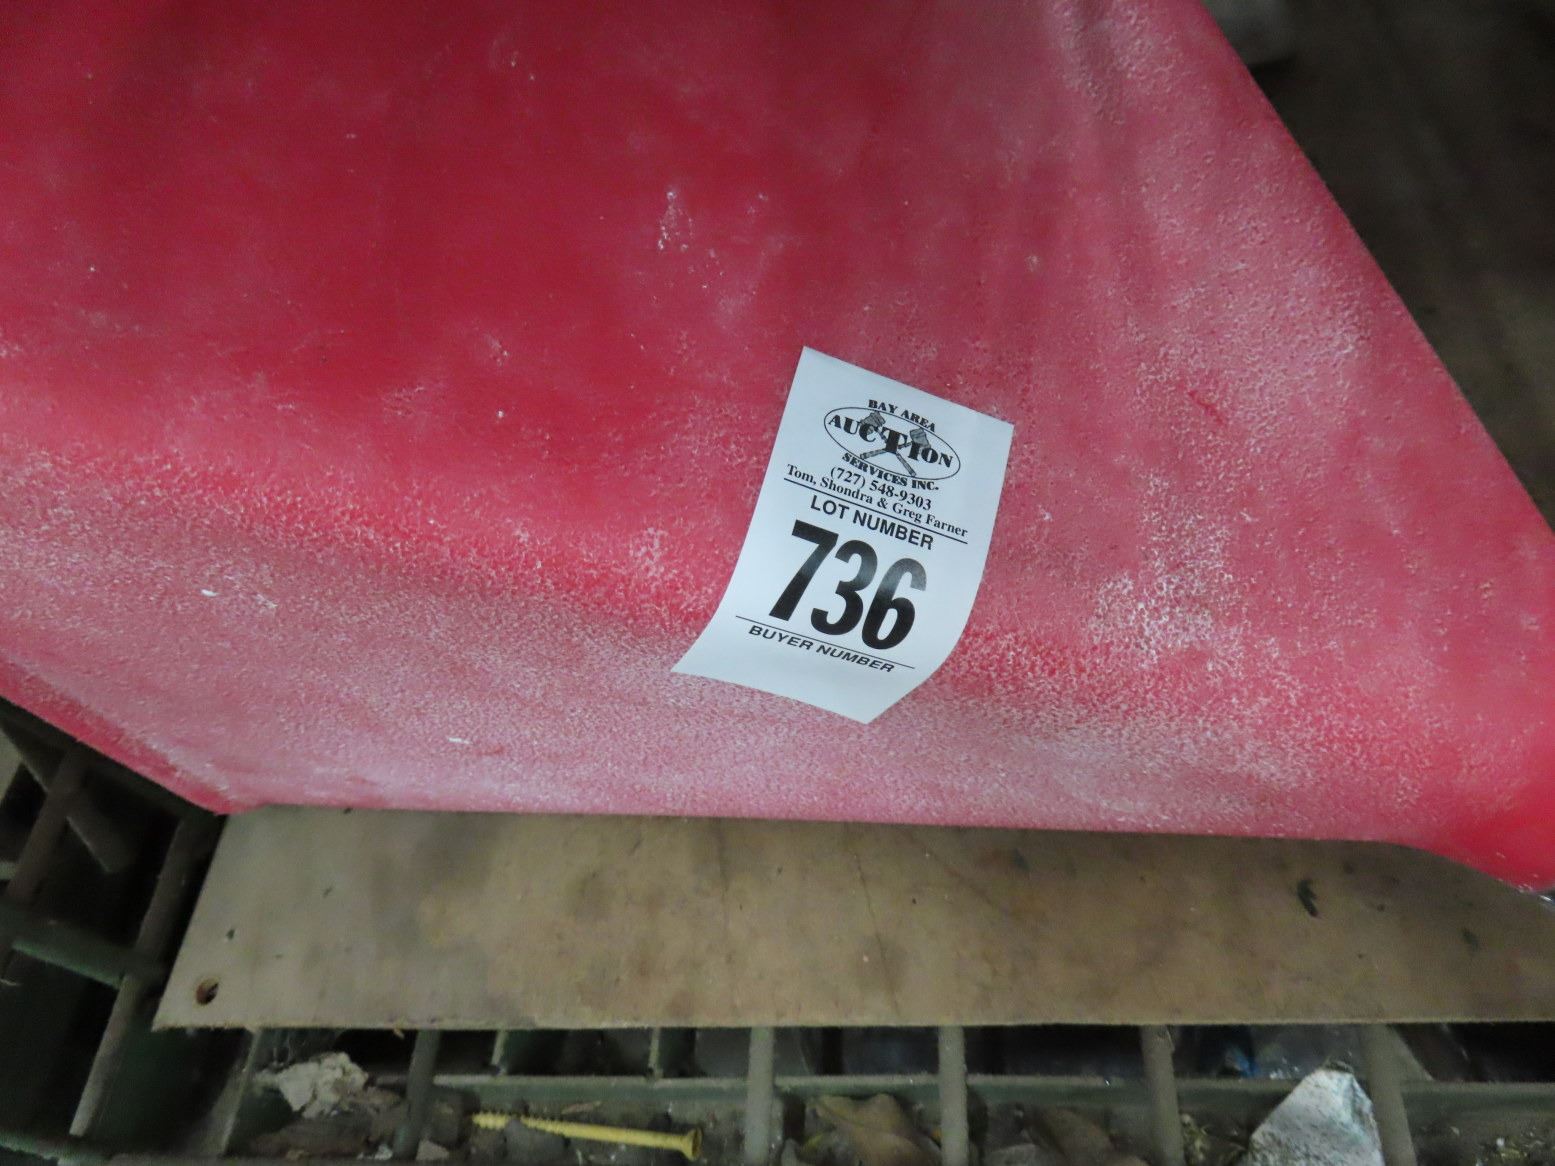 BAY AREA
AUCTION
SERVICES INC.
(727) 548-9303
Tom, Shondra & Greg Farner
LOT NUMBER
736
BUYER NUMBER